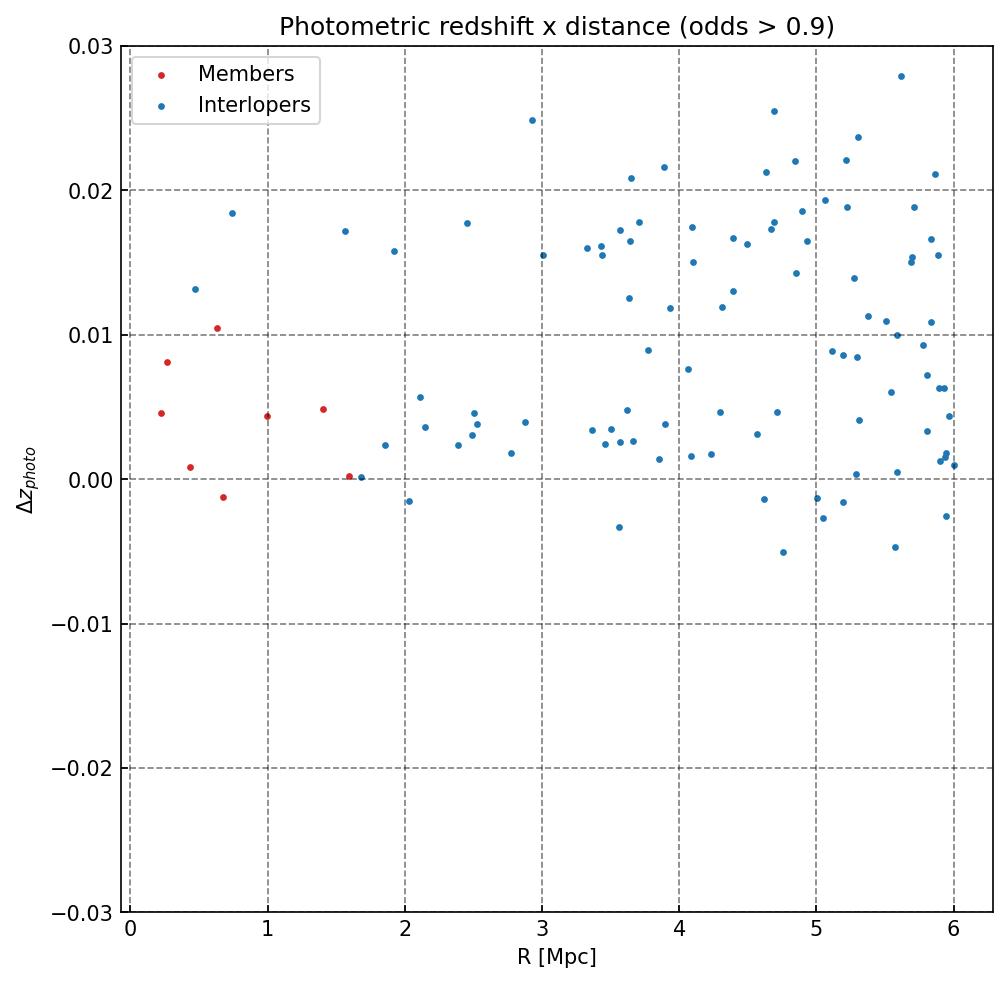 Photometric redshift x distance (odds > 0.9)
Members
Interlopers
0.03
0.02
0.01
0.00
−0.01
−0.02
−0.03
Δz_photo
0 1 2 3 4 5 6
R [Mpc]